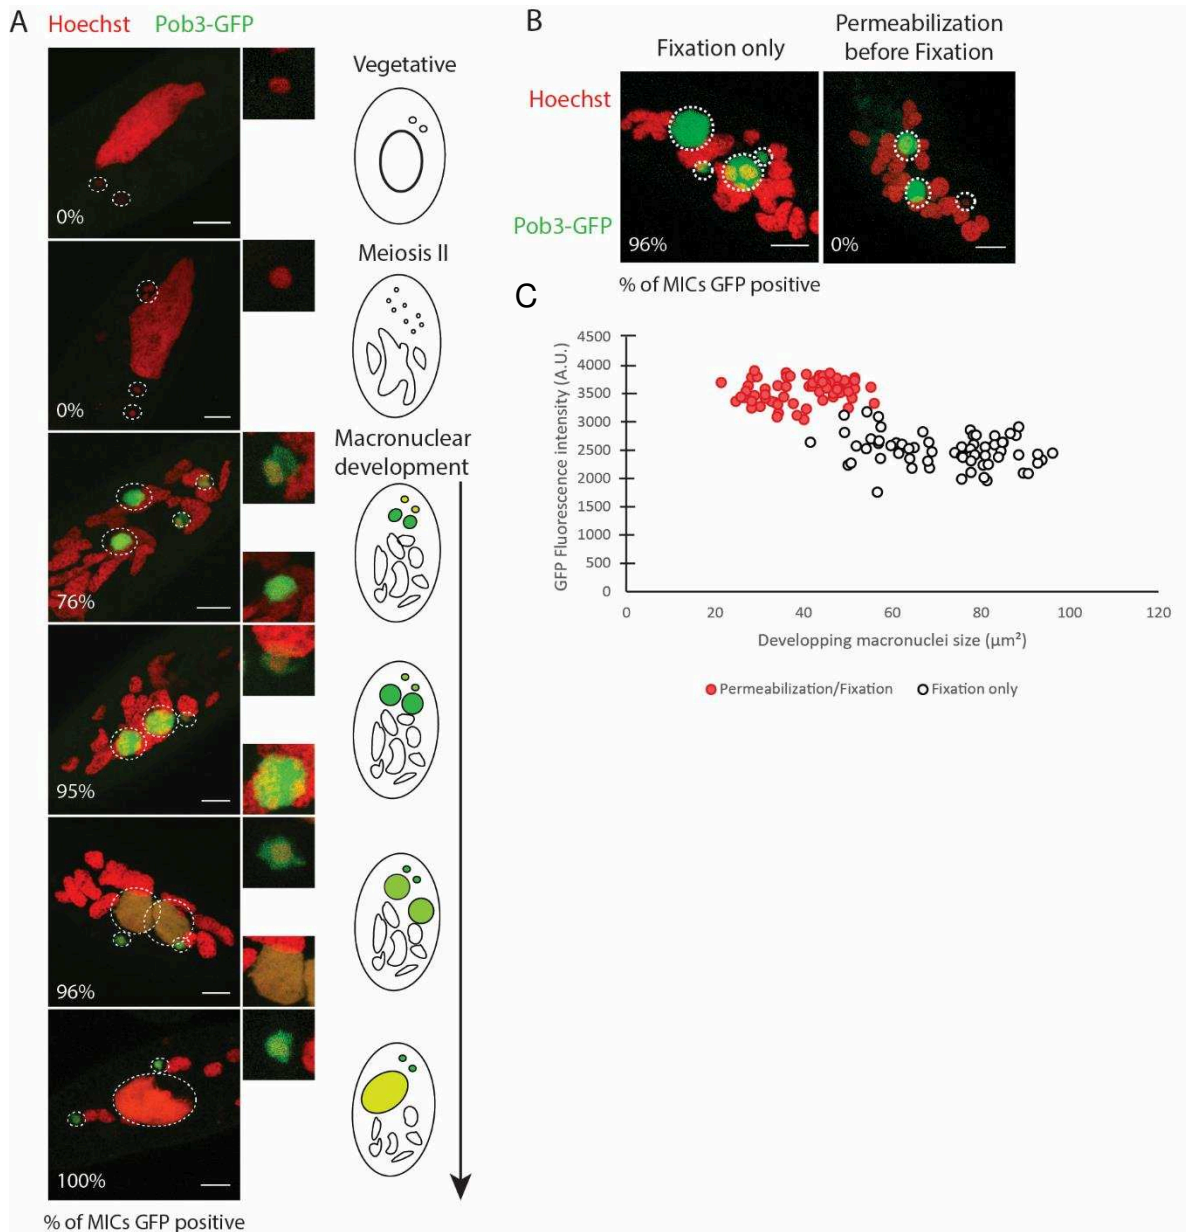 A
Hoechst Pob3-GFP
Vegetative
0%
Meiosis II
0%
Macronuclear
development
76%
95%
96%
100%
% of MICs GFP positive
B
Fixation only
Permeabilization
before Fixation
Hoechst
Pob3-GFP
96%
0%
% of MICs GFP positive
C
GFP Fluorescence intensity (A.U.)
4500
4000
3500
3000
2500
2000
1500
1000
500
0
0 20 40 60 80 100 120
Developping macronuclei size (µm²)
Permeabilization/Fixation Fixation only